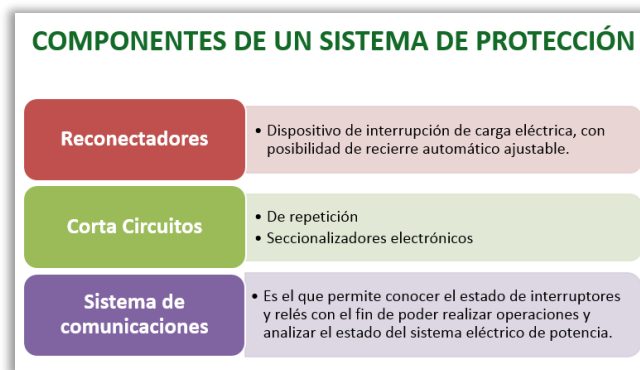 COMPONENTES DE UN SISTEMA DE PROTECCIÓN
Reconectadores
• Dispositivo de interrupción de carga eléctrica, con
posibilidad de recierre automático ajustable.
Corta Circuitos
• De repetición
• Seccionalizadores electrónicos
Sistema de
comunicaciones
• Es el que permite conocer el estado de interruptores
y relés con el fin de poder realizar operaciones y
analizar el estado del sistema eléctrico de potencia.